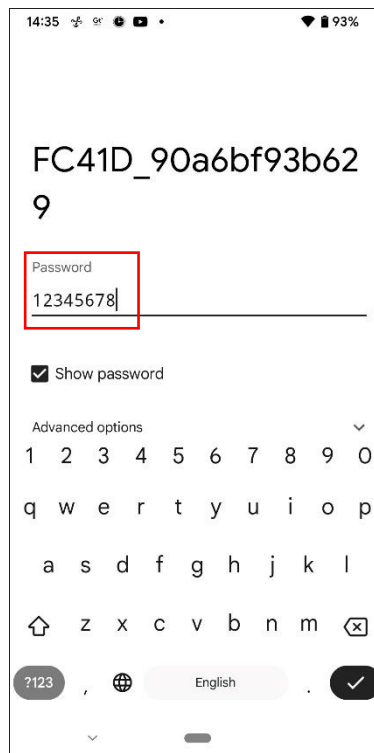 14:35 93%
FC41D_90a6bf93b62
9
Password
12345678
Show password
Advanced options
1 2 3 4 5 6 7 8 9 0
q w e r t y u i o p
a s d f g h j k l
z x c v b n m
?123 , English .